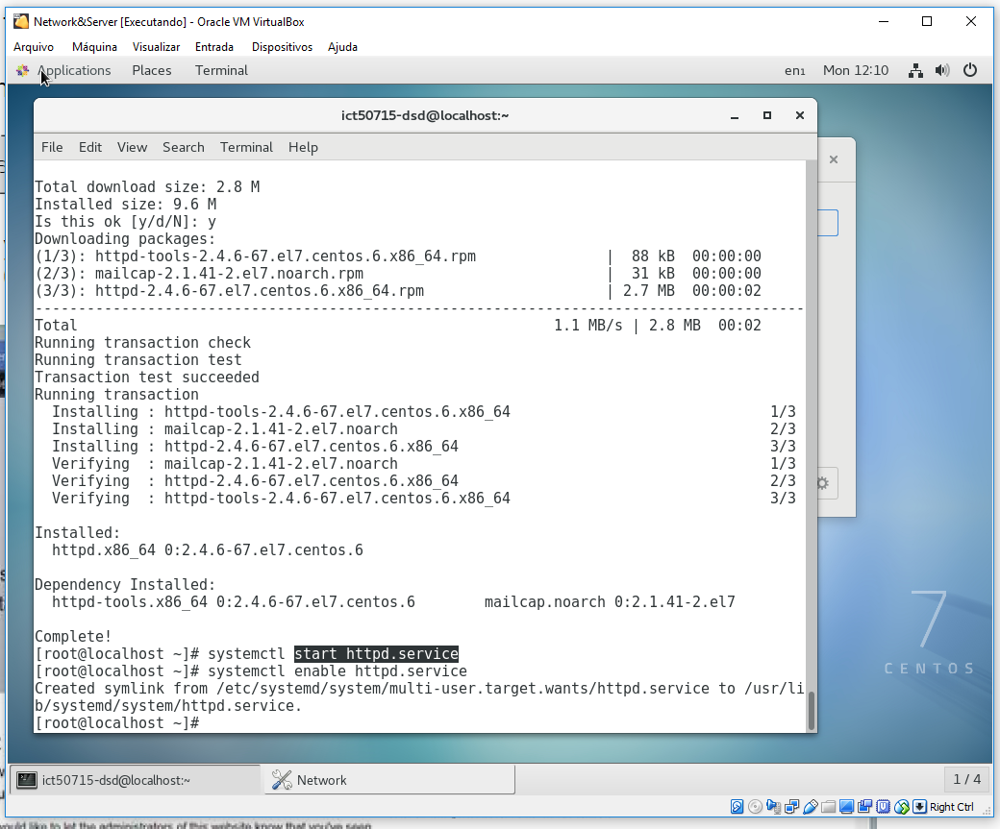 Network&Server [Executando] - Oracle VM VirtualBox
Arquivo Máquina Visualizar Entrada Dispositivos Ajuda
Applications Places Terminal en1 Mon 12:10
ict50715-dsd@localhost:~
File Edit View Search Terminal Help
Total download size: 2.8 M
Installed size: 9.6 M
Is this ok [y/d/N]: y
Downloading packages:
(1/3): httpd-tools-2.4.6-67.el7.centos.6.x86_64.rpm | 88 kB 00:00:00
(2/3): mailcap-2.1.41-2.el7.noarch.rpm | 31 kB 00:00:00
(3/3): httpd-2.4.6-67.el7.centos.6.x86_64.rpm | 2.7 MB 00:00:02
--------------------------------------------------------------------------------
Total 1.1 MB/s | 2.8 MB 00:02
Running transaction check
Running transaction test
Transaction test succeeded
Running transaction
Installing : httpd-tools-2.4.6-67.el7.centos.6.x86_64 1/3
Installing : mailcap-2.1.41-2.el7.noarch 2/3
Installing : httpd-2.4.6-67.el7.centos.6.x86_64 3/3
Verifying : mailcap-2.1.41-2.el7.noarch 1/3
Verifying : httpd-2.4.6-67.el7.centos.6.x86_64 2/3
Verifying : httpd-tools-2.4.6-67.el7.centos.6.x86_64 3/3
Installed:
httpd.x86_64 0:2.4.6-67.el7.centos.6
Dependency Installed:
httpd-tools.x86_64 0:2.4.6-67.el7.centos.6 mailcap.noarch 0:2.1.41-2.el7
Complete!
[root@localhost ~]# systemctl start httpd.service
[root@localhost ~]# systemctl enable httpd.service
Created symlink from /etc/systemd/system/multi-user.target.wants/httpd.service to /usr/li
b/systemd/system/httpd.service.
[root@localhost ~]#
7
CENTOS
ict50715-dsd@localhost:~ Network 1 / 4
Right Ctrl
would like to let the administrators of this website know that you've seen